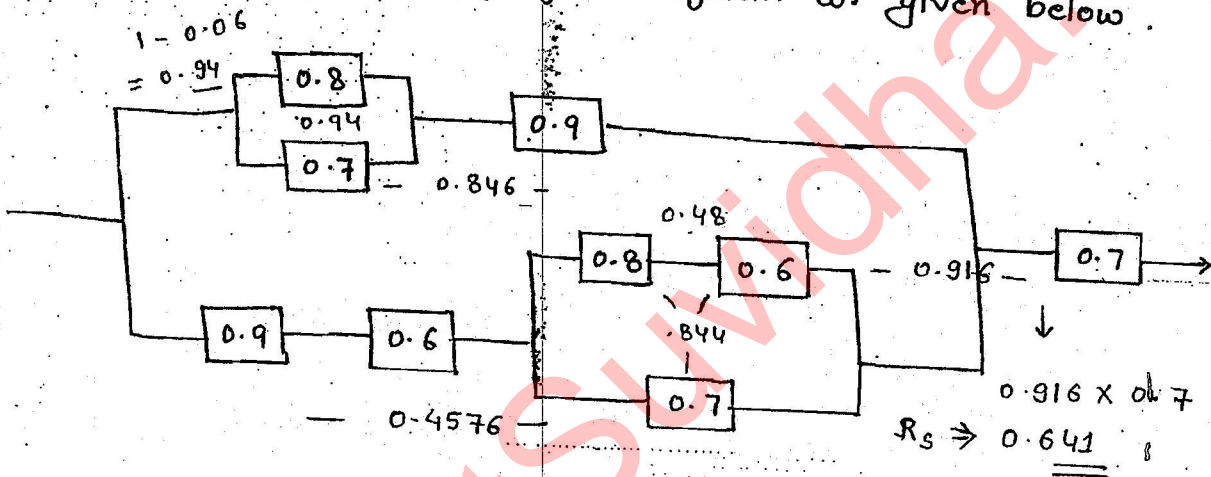 given below.
1 - 0.06
= 0.94
0.8
0.94
0.7
0.9
- 0.846 -
0.48
0.8
0.6
- 0.916 -
0.7
.844
0.9
0.6
0.7
- 0.4576 -
↓
0.916 X 7
Rs ⇒ 0.641
Suvidha.